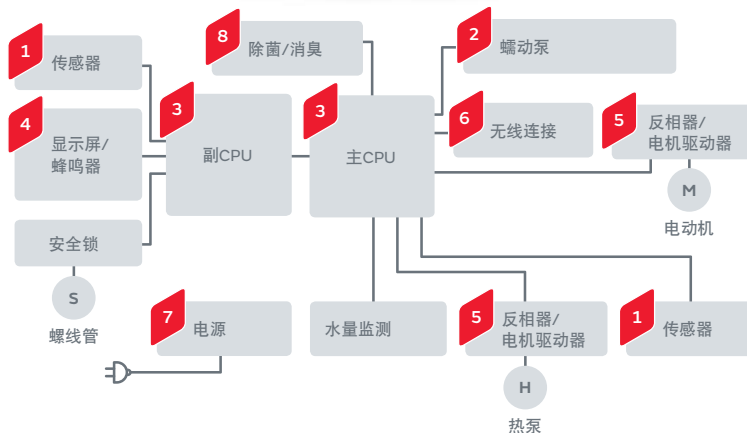 1
传感器
8
除菌/消臭
2
蠕动泵
4
显示屏/
蜂鸣器
3
副CPU
3
主CPU
6
无线连接
5
反相器/
电机驱动器
M
电动机
安全锁
S
螺线管
7
电源
水量监测
5
反相器/
电机驱动器
H
热泵
1
传感器